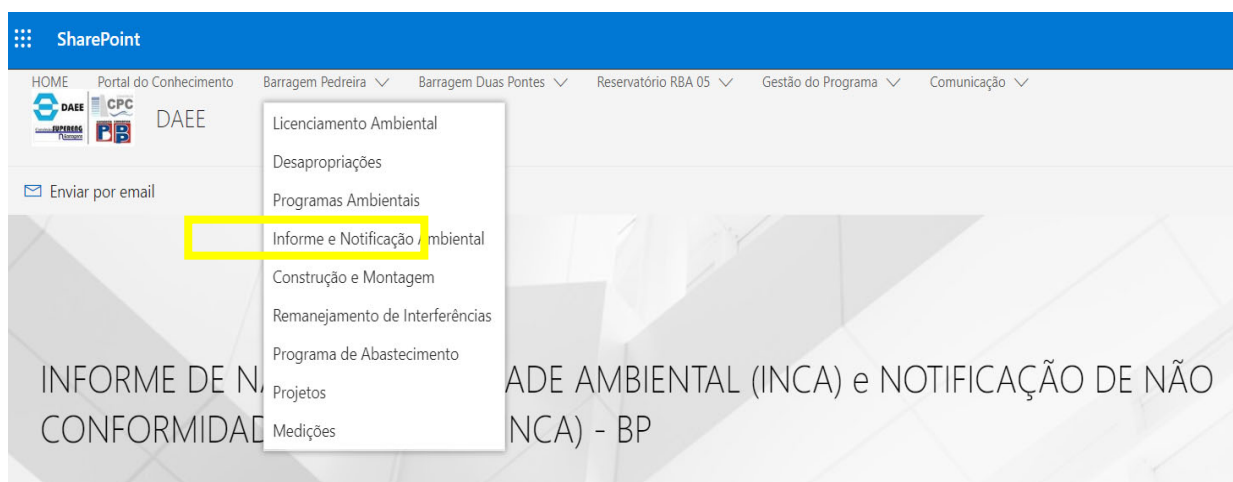 SharePoint
HOME Portal do Conhecimento Barragem Pedreira Barragem Duas Pontes Reservatório RBA 05 Gestão do Programa Comunicação
DAEE CPC
SUPERENG PB
DAEE
Licenciamento Ambiental
Desapropriações
Enviar por email
Programas Ambientais
Informe e Notificação Ambiental
Construção e Montagem
Remanejamento de Interferências
Programa de Abastecimento
Projetos
Medições
INFORME DE ADE AMBIENTAL (INCA) e NOTIFICAÇÃO DE NÃO
NCA) - BP